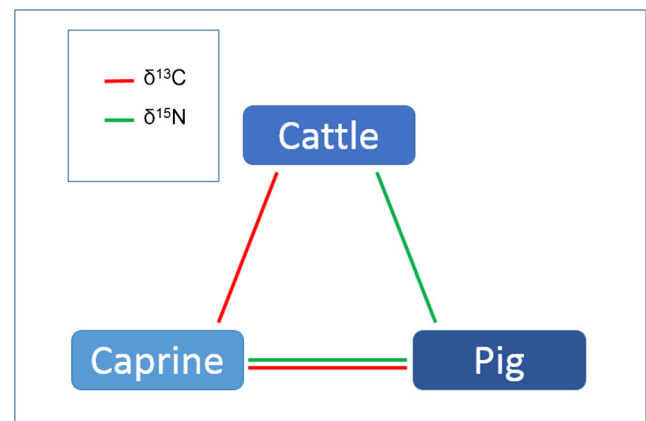 δ¹³C
δ¹⁵N
Cattle
Caprine
Pig